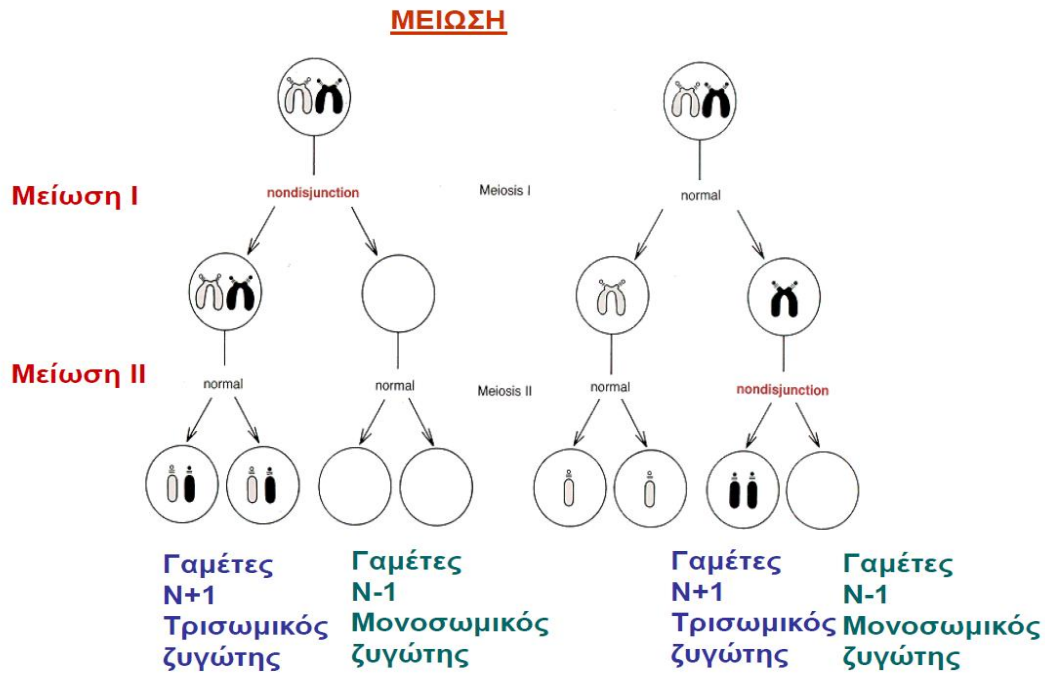 ΜΕΙΩΣΗ
Μείωση Ι
nondisjunction
Meiosis I
normal
Μείωση ΙΙ
normal
normal
Meiosis II
normal
nondisjunction
Γαμέτες
Ν+1
Τρισωμικός
ζυγώτης
Γαμέτες
Ν-1
Μονοσωμικός
ζυγώτης
Γαμέτες
Ν+1
Τρισωμικός
ζυγώτης
Γαμέτες
Ν-1
Μονοσωμικός
ζυγώτης